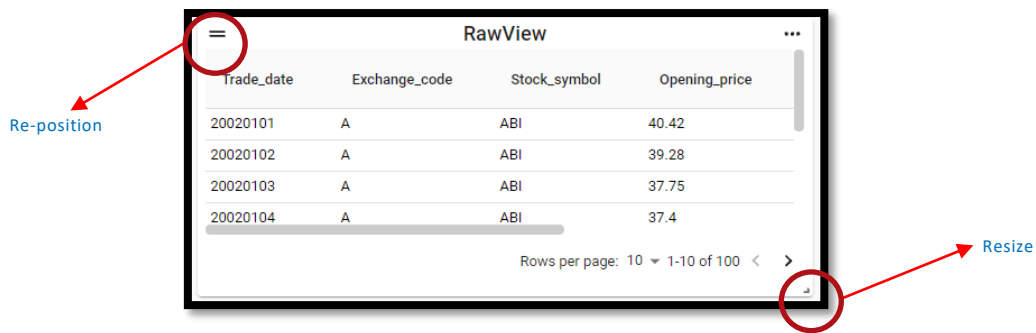 RawView
Trade_date Exchange_code Stock_symbol Opening_price
Re-position
20020101 A ABI 40.42
20020102 A ABI 39.28
20020103 A ABI 37.75
20020104 A ABI 37.4
Resize
Rows per page: 10 1-10 of 100